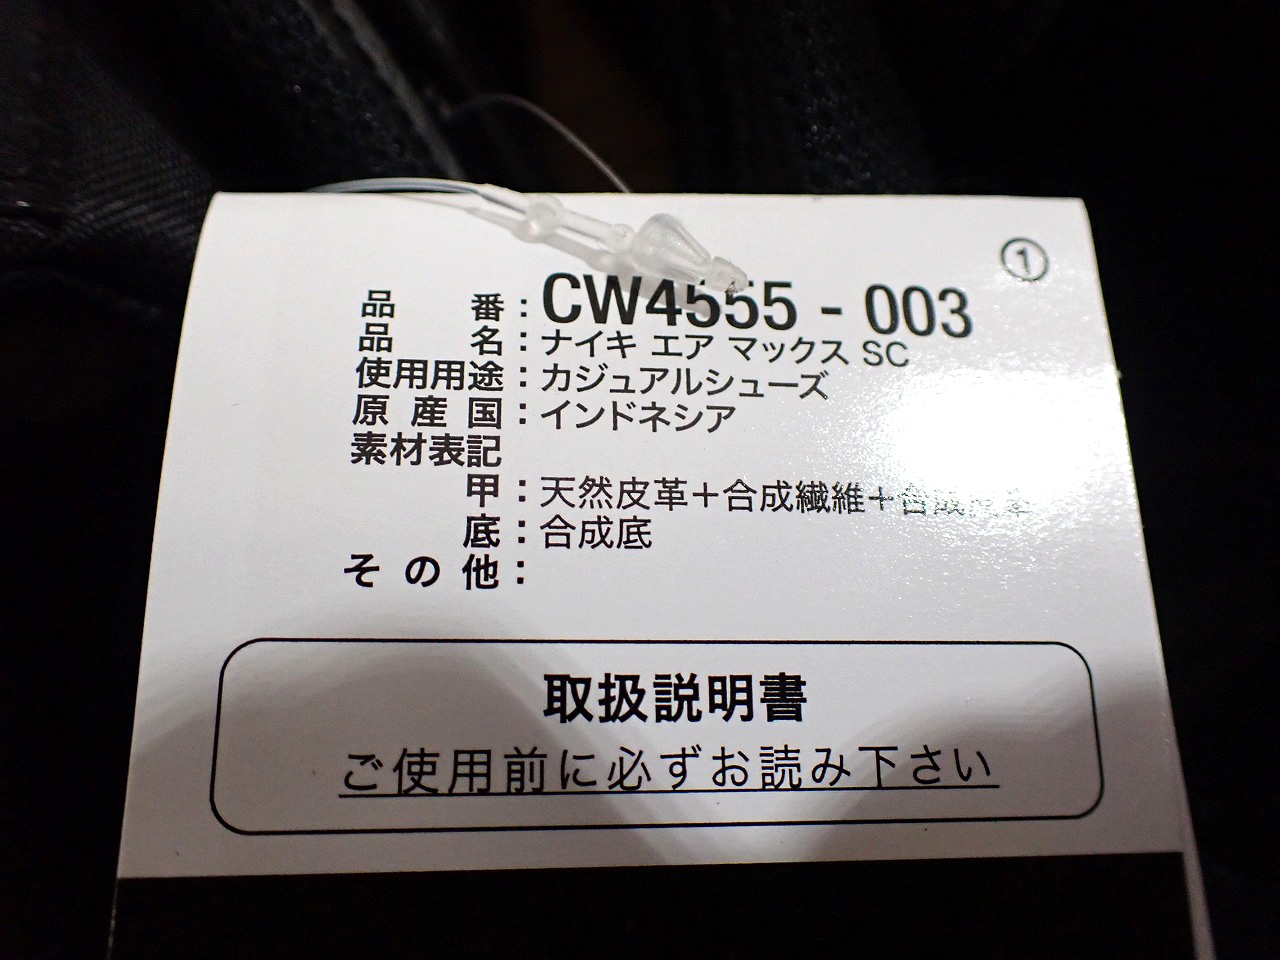 ①
品番：CW4555 - 003
品名：ナイキ エア マックス SC
使用用途：カジュアルシューズ
原産国：インドネシア
素材表記
甲：天然皮革＋合成繊維＋合成皮革
底：合成底
その他：
取扱説明書
ご使用前に必ずお読み下さい